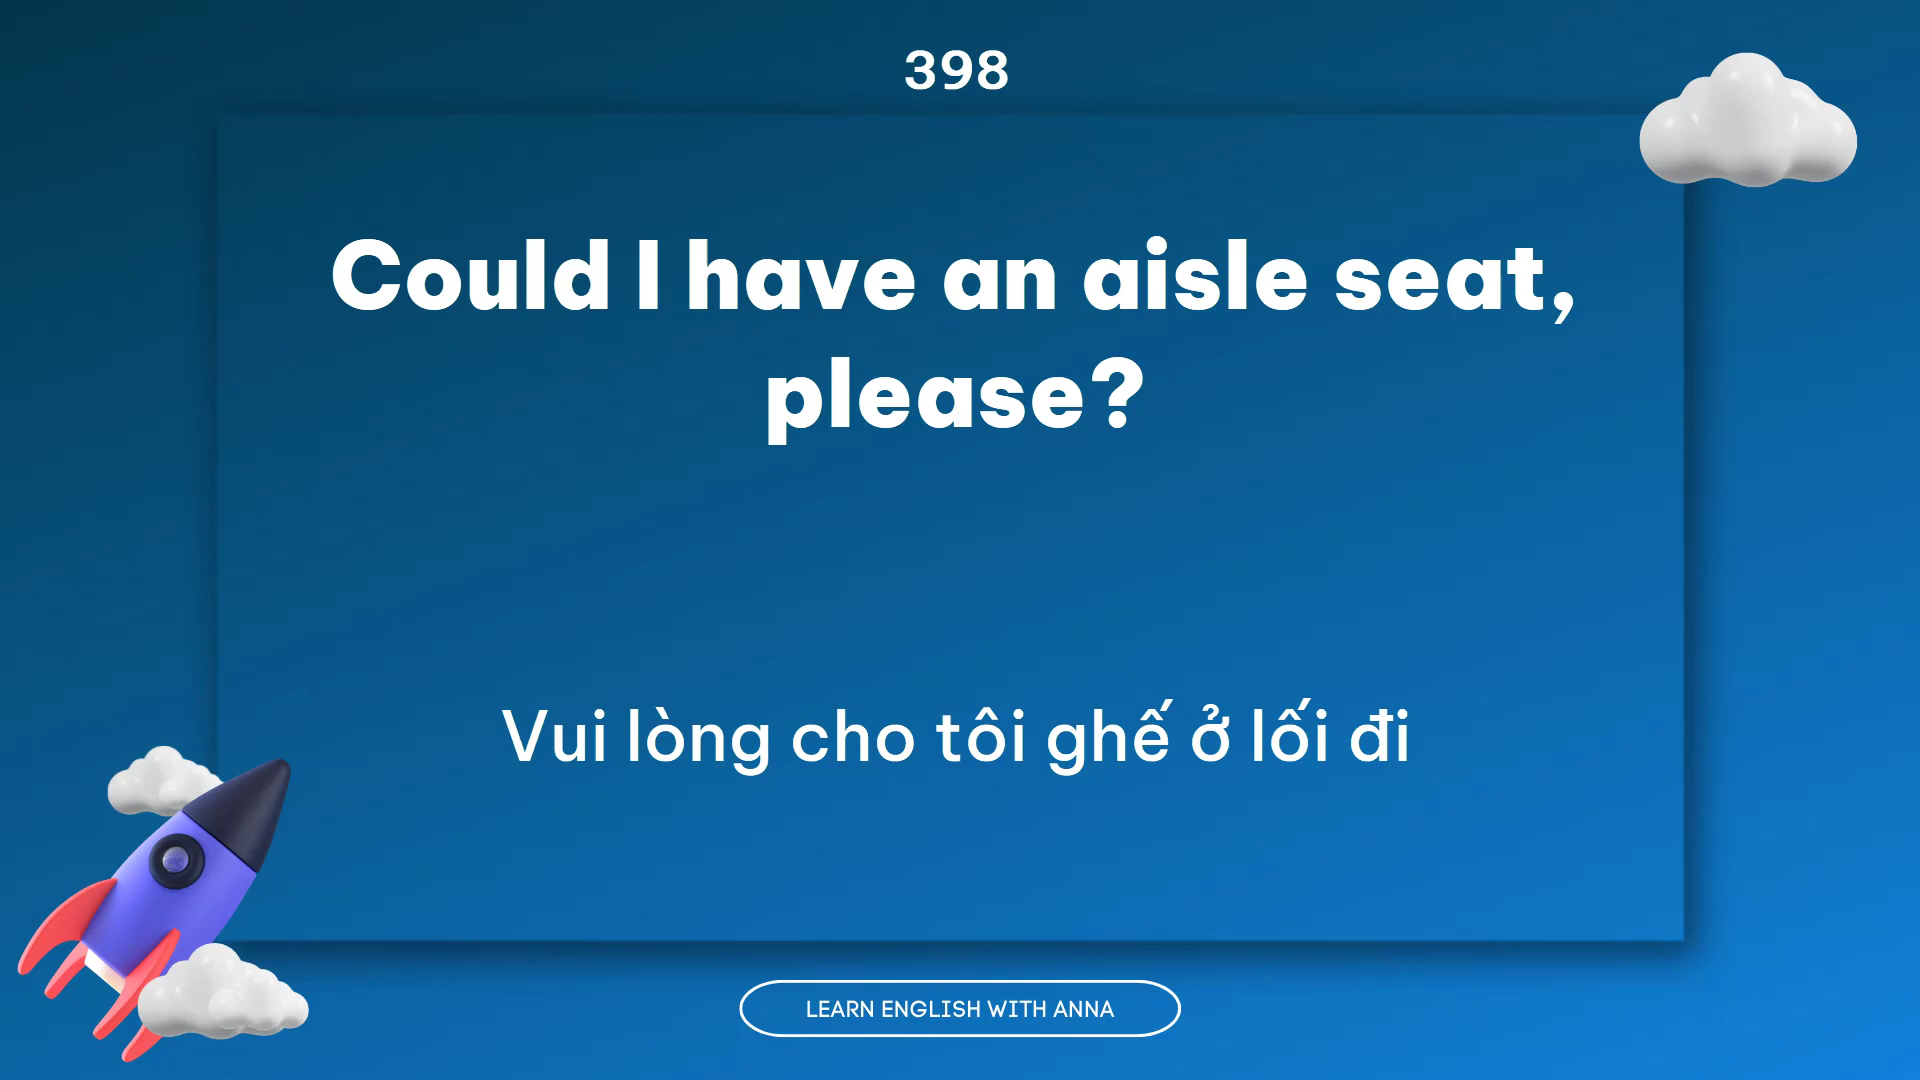 398
Could I have an aisle seat,
please?
Vui lòng cho tôi ghế ở lối đi
LEARN ENGLISH WITH ANNA